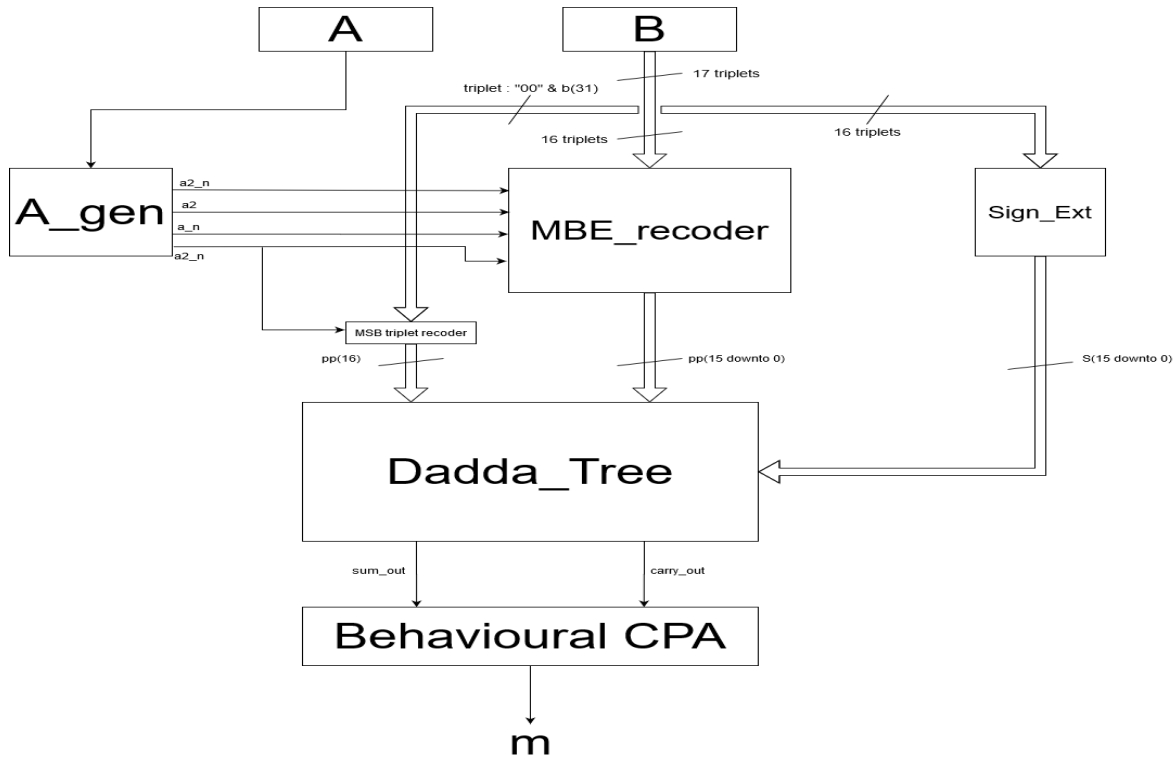 A
B
17 triplets
triplet : "00" & b(31)
16 triplets
16 triplets
A_gen
a2_n
a2
a_n
a2_n
MBE_recoder
Sign_Ext
MSB triplet recoder
pp(16)
pp(15 downto 0)
S(15 downto 0)
Dadda_Tree
sum_out
carry_out
Behavioural CPA
m